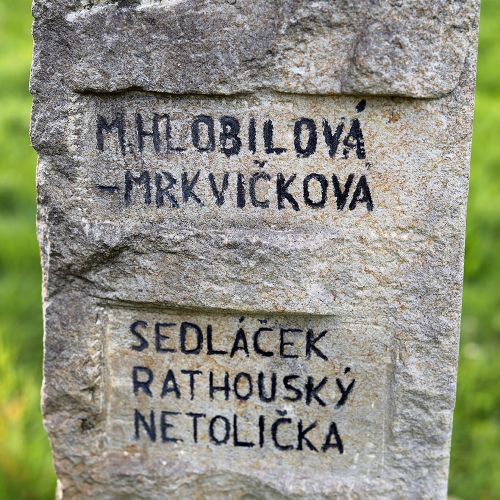 M.HLOBILOVÁ
-MRKVIČKOVÁ
SEDLÁČEK
RATHOUSKÝ
NETOLIČKA